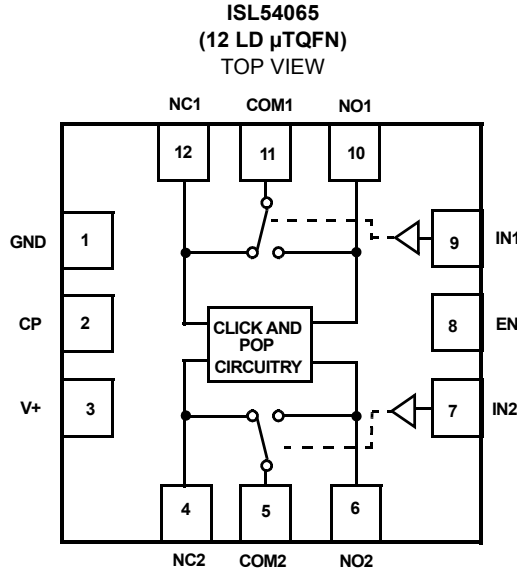 ISL54065
(12 LD µTQFN)
TOP VIEW
NC1 COM1 NO1
12 11 10
GND 1 9 IN1
CP 2 CLICK AND POP CIRCUITRY 8 EN
V+ 3 7 IN2
4 5 6
NC2 COM2 NO2